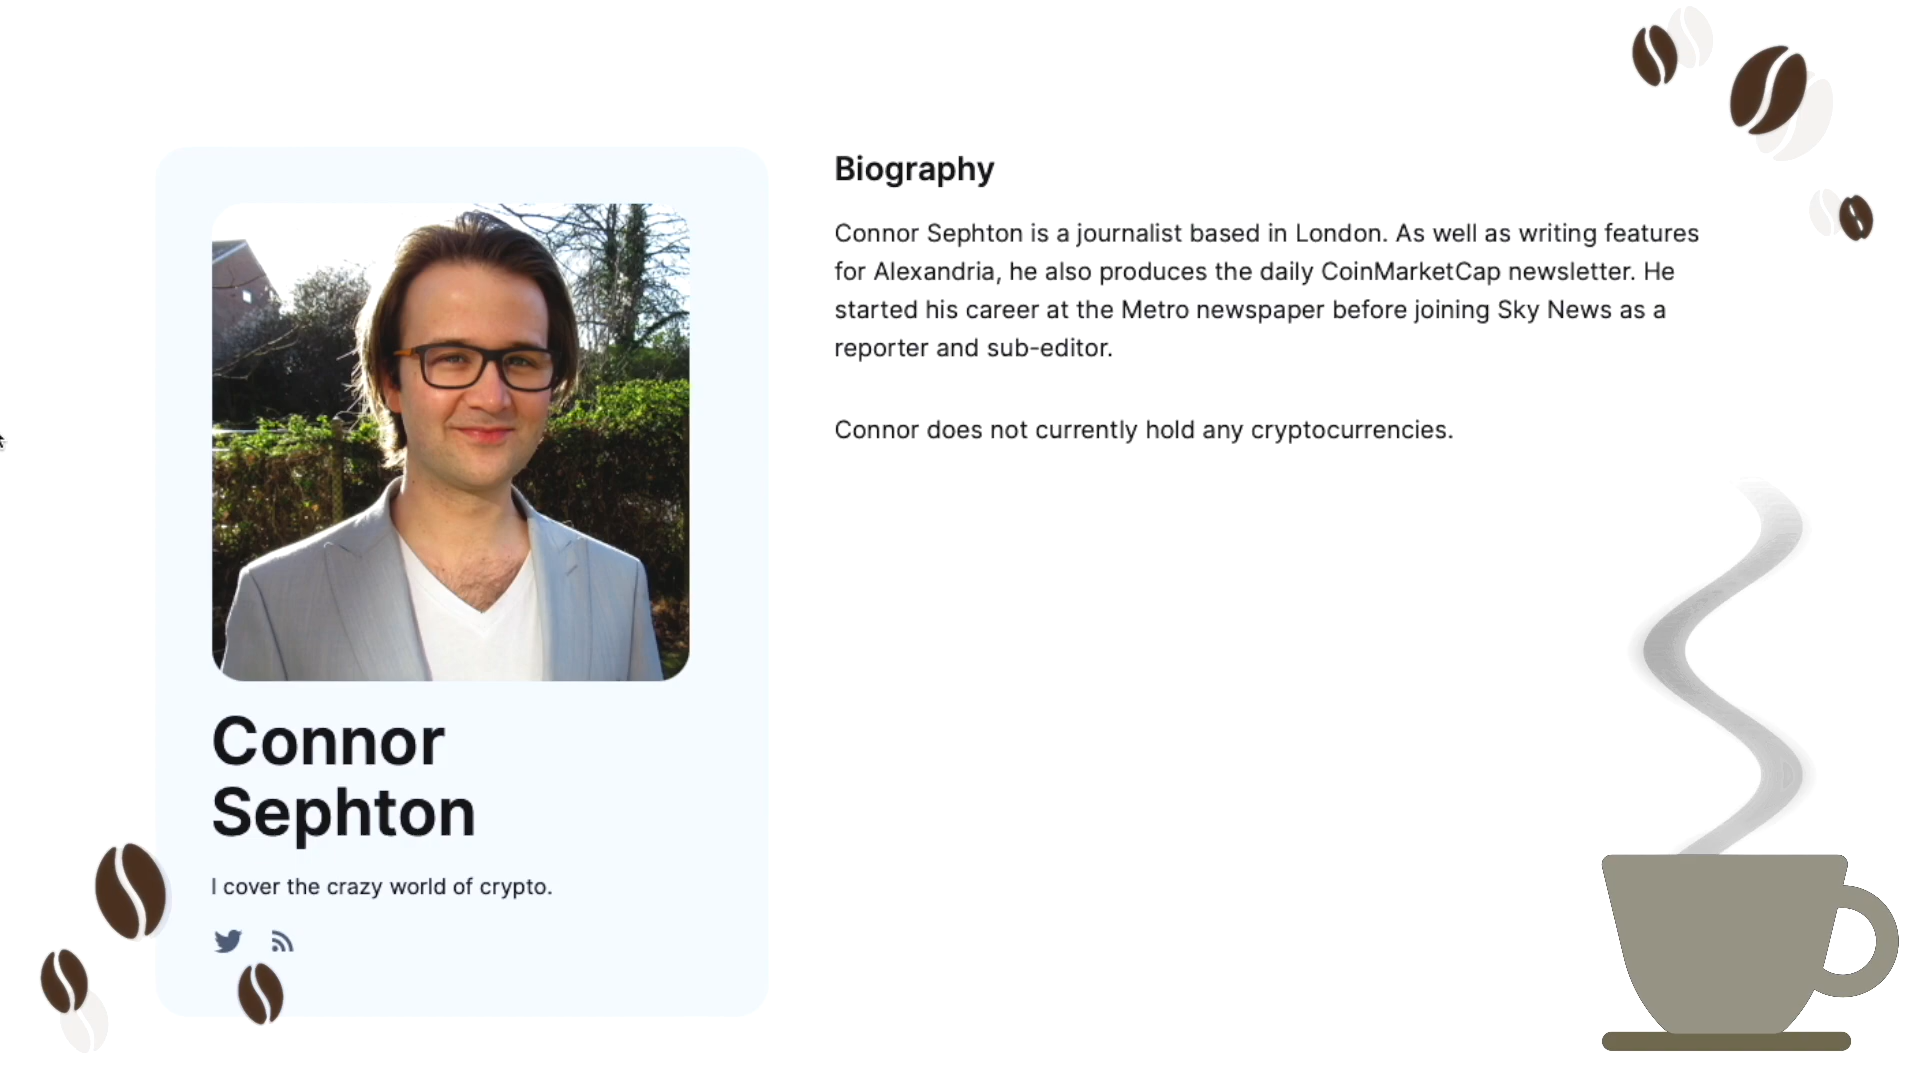 Connor
Sephton
I cover the crazy world of crypto.
Biography
Connor Sephton is a journalist based in London. As well as writing features
for Alexandria, he also produces the daily CoinMarketCap newsletter. He
started his career at the Metro newspaper before joining Sky News as a
reporter and sub-editor.
Connor does not currently hold any cryptocurrencies.